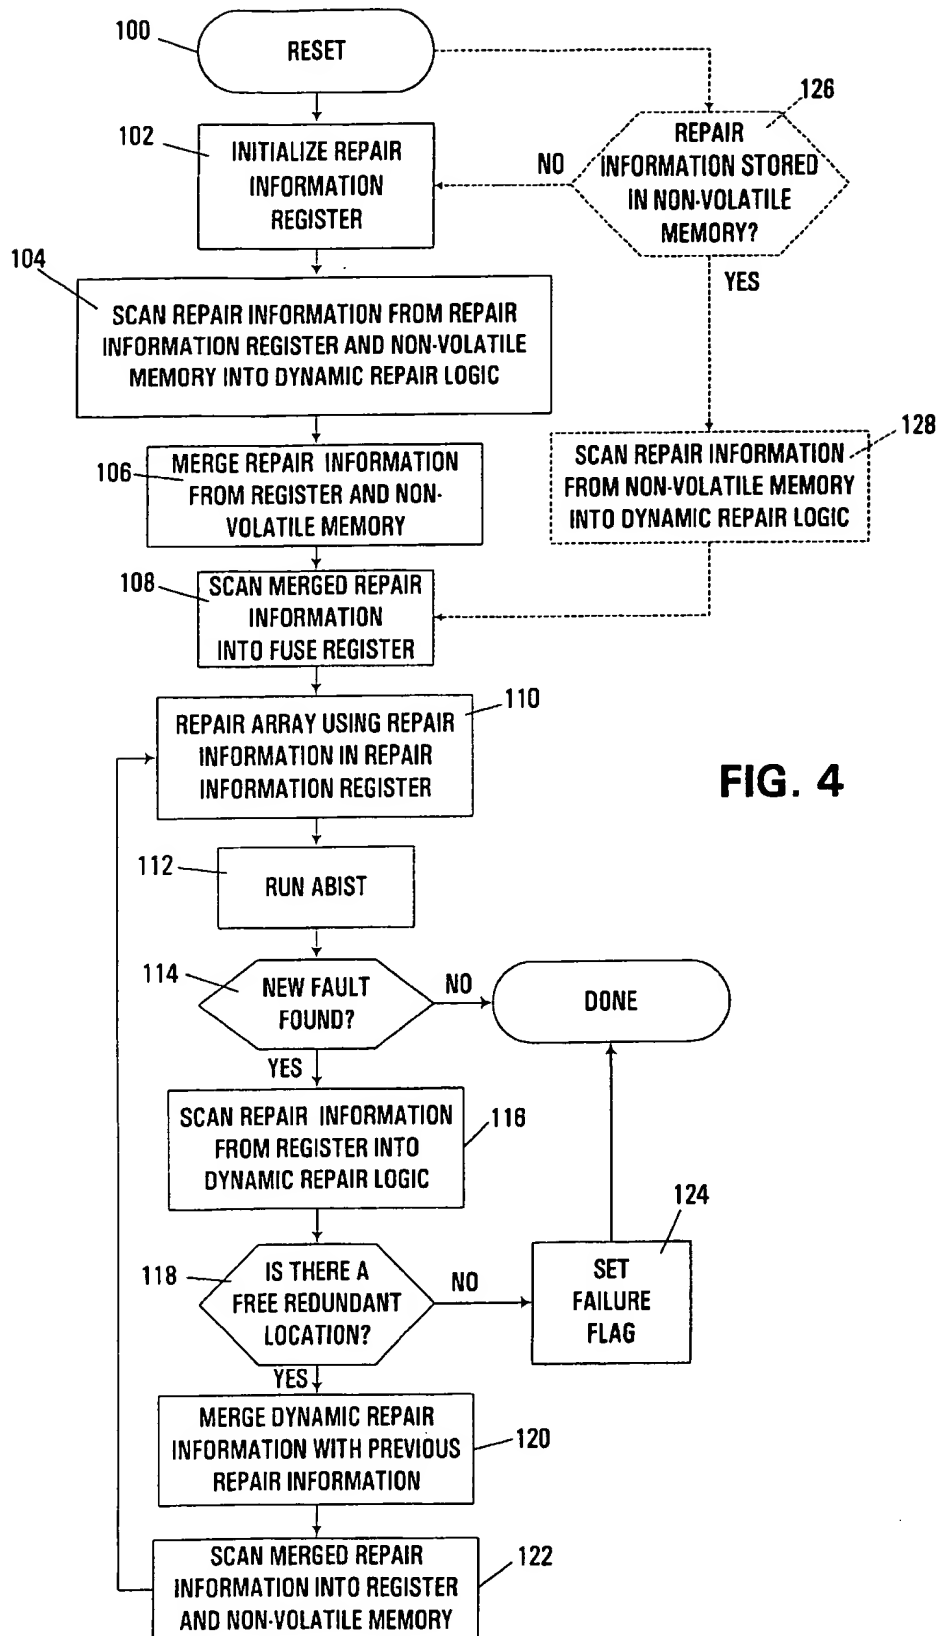 100
RESET
126
REPAIR
INFORMATION STORED
IN NON-VOLATILE
MEMORY?
NO
YES
102
INITIALIZE REPAIR
INFORMATION
REGISTER
104
SCAN REPAIR INFORMATION FROM REPAIR
INFORMATION REGISTER AND NON-VOLATILE
MEMORY INTO DYNAMIC REPAIR LOGIC
128
SCAN REPAIR INFORMATION
FROM NON-VOLATILE MEMORY
INTO DYNAMIC REPAIR LOGIC
106
MERGE REPAIR INFORMATION
FROM REGISTER AND NON-
VOLATILE MEMORY
108
SCAN MERGED REPAIR
INFORMATION
INTO FUSE REGISTER
110
REPAIR ARRAY USING REPAIR
INFORMATION IN REPAIR
INFORMATION REGISTER
FIG. 4
112
RUN ABIST
114
NEW FAULT
FOUND?
NO
DONE
YES
SCAN REPAIR INFORMATION
FROM REGISTER INTO
DYNAMIC REPAIR LOGIC
116
118
IS THERE A
FREE REDUNDANT
LOCATION?
NO
124
SET
FAILURE
FLAG
YES
MERGE DYNAMIC REPAIR
INFORMATION WITH PREVIOUS
REPAIR INFORMATION
120
SCAN MERGED REPAIR
INFORMATION INTO REGISTER
AND NON-VOLATILE MEMORY
122